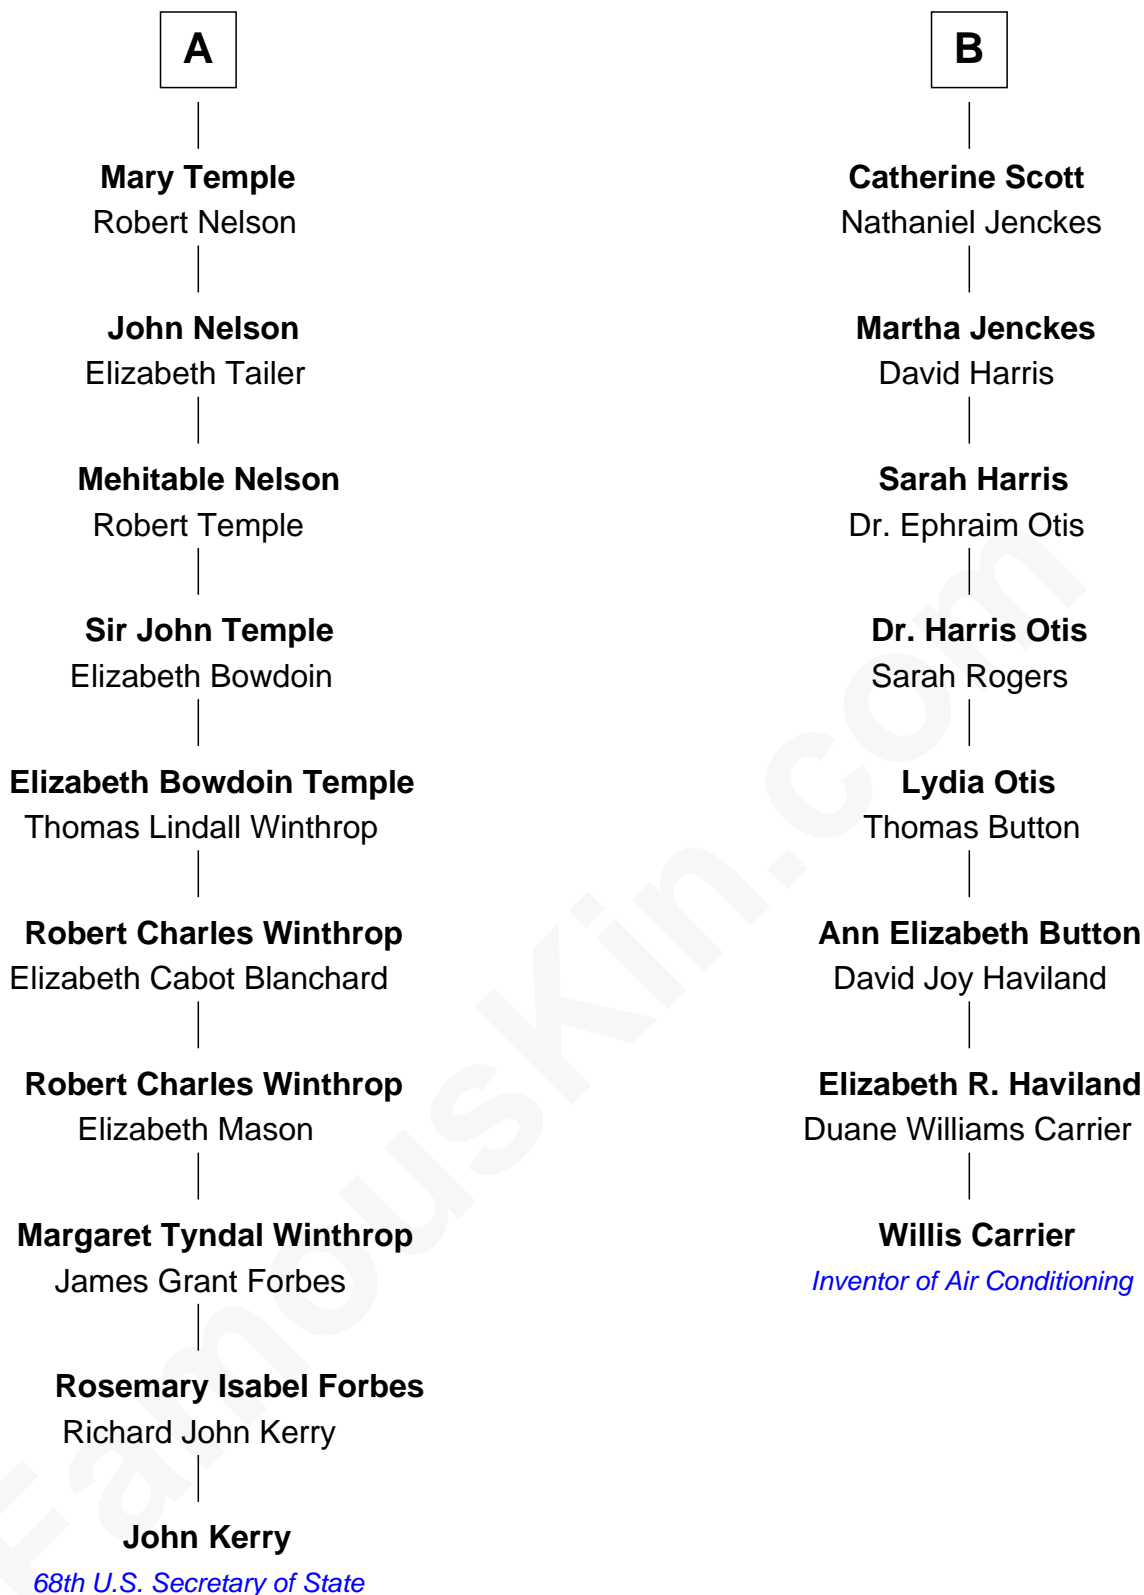 A
Mary Temple
Robert Nelson
John Nelson
Elizabeth Tailer
Mehitable Nelson
Robert Temple
Sir John Temple
Elizabeth Bowdoin
Elizabeth Bowdoin Temple
Thomas Lindall Winthrop
Robert Charles Winthrop
Elizabeth Cabot Blanchard
Robert Charles Winthrop
Elizabeth Mason
Margaret Tyndal Winthrop
James Grant Forbes
Rosemary Isabel Forbes
Richard John Kerry
John Kerry
68th U.S. Secretary of State
B
Catherine Scott
Nathaniel Jenckes
Martha Jenckes
David Harris
Sarah Harris
Dr. Ephraim Otis
Dr. Harris Otis
Sarah Rogers
Lydia Otis
Thomas Button
Ann Elizabeth Button
David Joy Haviland
Elizabeth R. Haviland
Duane Williams Carrier
Willis Carrier
Inventor of Air Conditioning
FamousKin.com